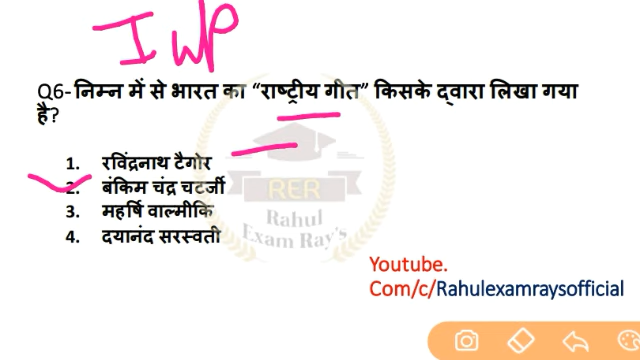 IWP
Q6- निम्न में से भारत का “राष्ट्रीय गीत” किसके द्वारा लिखा गया
है?
1. रविंद्रनाथ टैगोर
2. बंकिम चंद्र चटर्जी
3. महर्षि वाल्मीकि
4. दयानंद सरस्वती
RER
Rahul
Exam Ray's
Youtube.
Com/c/Rahulexamraysofficial